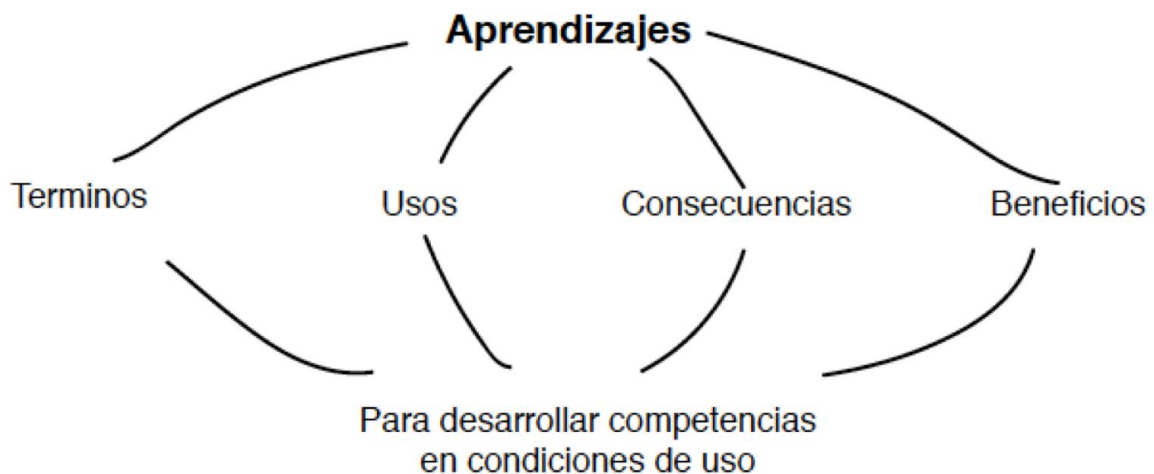 Aprendizajes
Terminos
Usos
Consecuencias
Beneficios
Para desarrollar competencias
en condiciones de uso